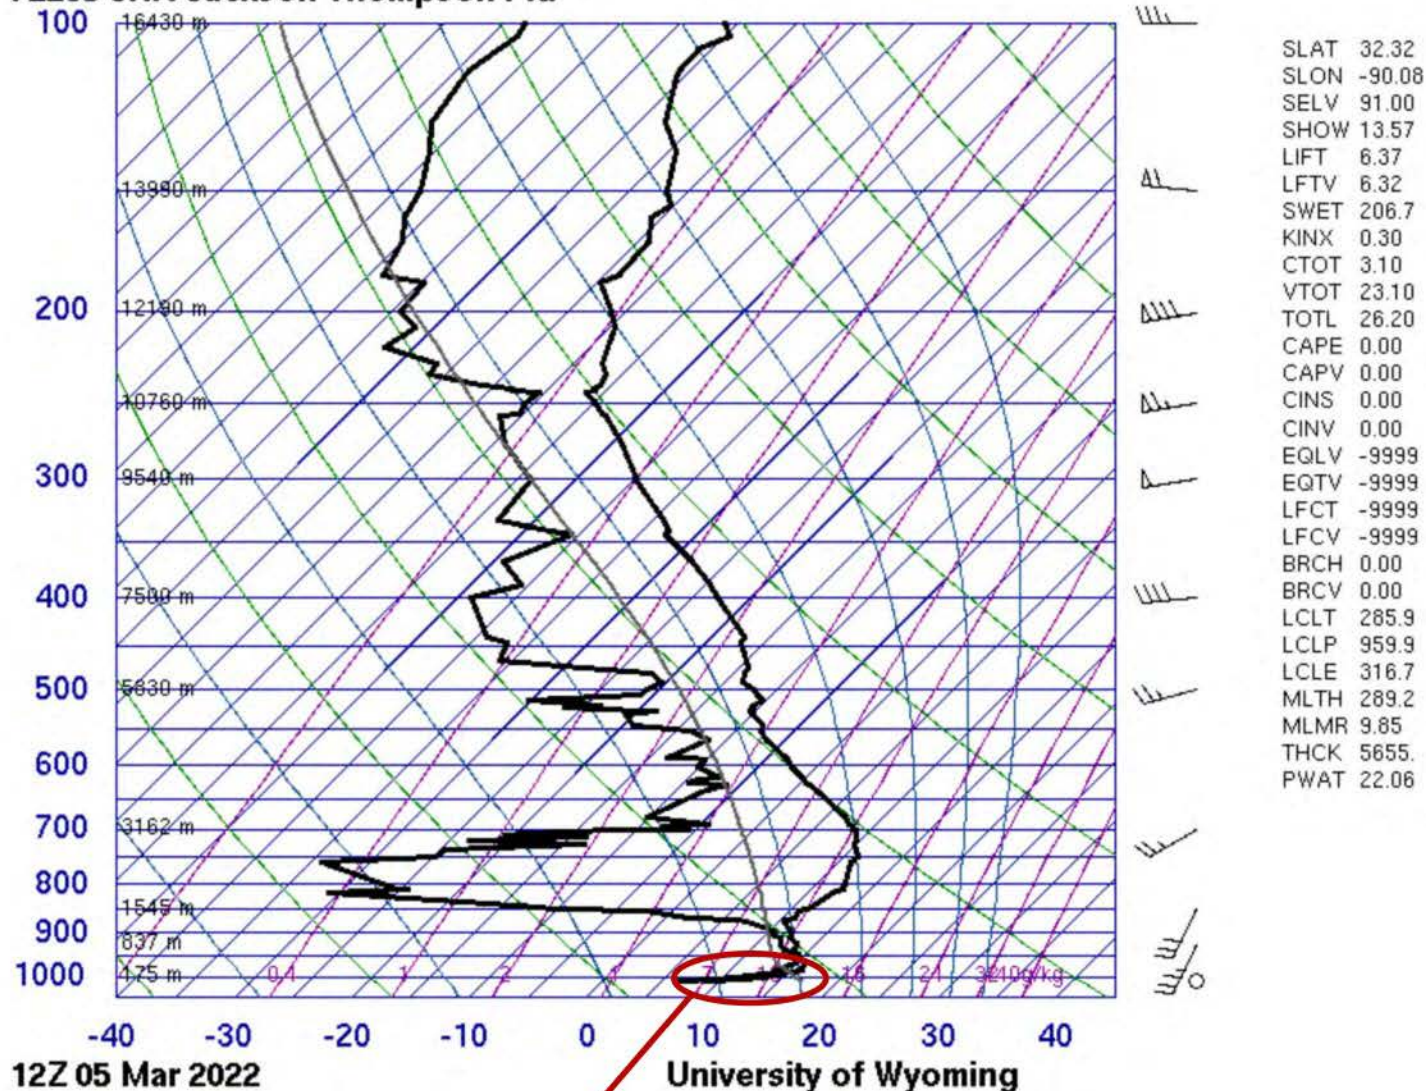 100
16430 m
13990 m
200
12190 m
10760 m
300
9540 m
400
7500 m
500
5830 m
600
700
3162 m
800
1545 m
900
837 m
1000
175 m
0.4
1
2
4
7
10
16
24
32
40g/kg
-40 -30 -20 -10 0 10 20 30 40
12Z 05 Mar 2022
University of Wyoming
SLAT 32.32
SLON -90.08
SELV 91.00
SHOW 13.57
LIFT 6.37
LFTV 6.32
SWET 206.7
KINX 0.30
CTOT 3.10
VTOT 23.10
TOTL 26.20
CAPE 0.00
CAPV 0.00
CINS 0.00
CINV 0.00
EQLV -9999
EQTV -9999
LFCT -9999
LFCV -9999
BRCH 0.00
BRCV 0.00
LCLT 285.9
LCLP 959.9
LCLE 316.7
MLTH 289.2
MLMR 9.85
THCK 5655.
PWAT 22.06